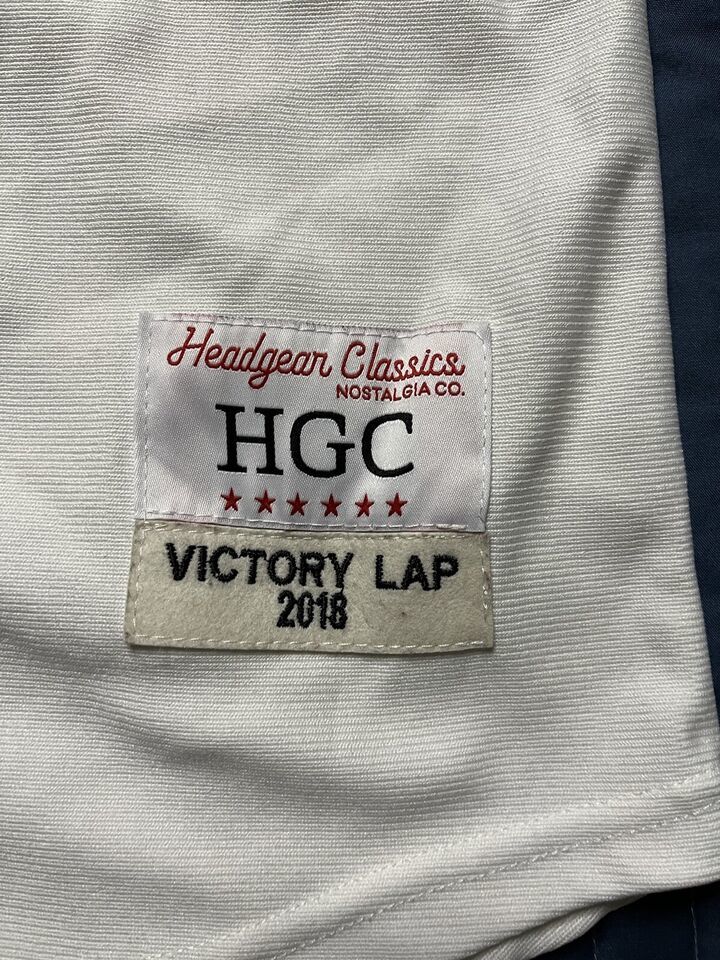 Headgear Classics
NOSTALGIA CO.
HGC
VICTORY LAP
2018